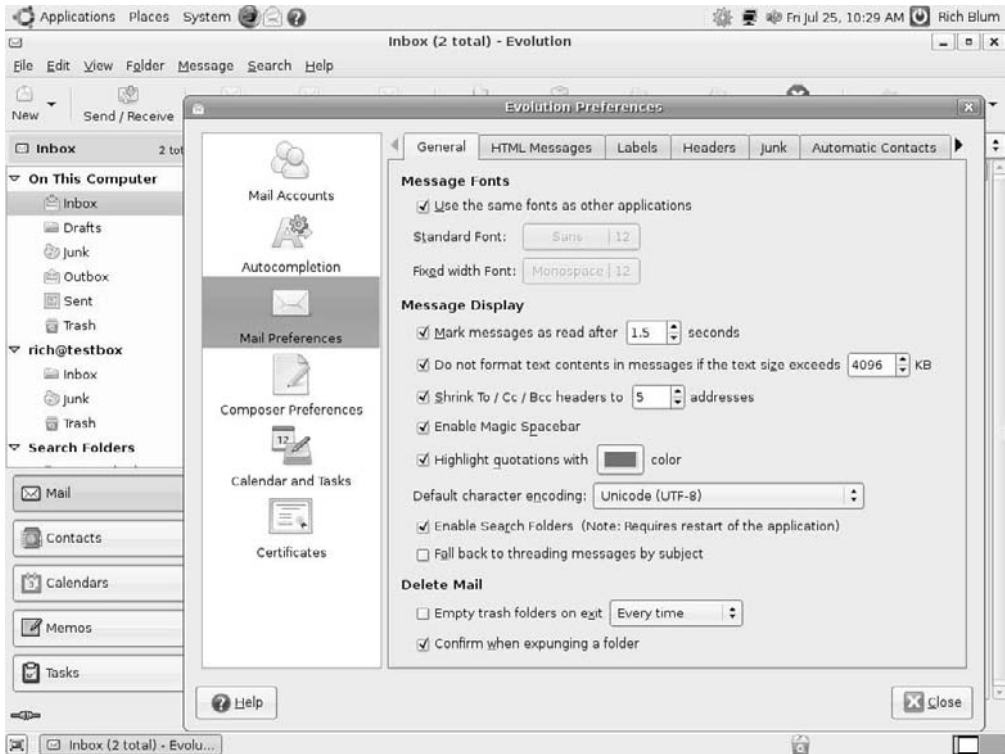 Applications Places System
Fri Jul 25, 10:29 AM
Rich Blum
Inbox (2 total) - Evolution
File Edit View Folder Message Search Help
New
Send / Receive
Inbox
2 tot
On This Computer
Inbox
Drafts
Junk
Outbox
Sent
Trash
rich@testbox
Inbox
Junk
Trash
Search Folders
Mail
Contacts
Calendars
Memos
Tasks
Evolution Preferences
Mail Accounts
Autocompletion
Mail Preferences
Composer Preferences
12
Calendar and Tasks
Certificates
General HTML Messages Labels Headers Junk Automatic Contacts
Message Fonts
Use the same fonts as other applications
Standard Font: Sans 12
Fixed width Font: Monospace 12
Message Display
Mark messages as read after 1.5 seconds
Do not format text contents in messages if the text size exceeds 4096 KB
Shrink To / Cc / Bcc headers to 5 addresses
Enable Magic Spacebar
Highlight quotations with color
Default character encoding: Unicode (UTF-8)
Enable Search Folders (Note: Requires restart of the application)
Fall back to threading messages by subject
Delete Mail
Empty trash folders on exit Every time
Confirm when expunging a folder
Help
Close
Inbox (2 total) - Evolu...